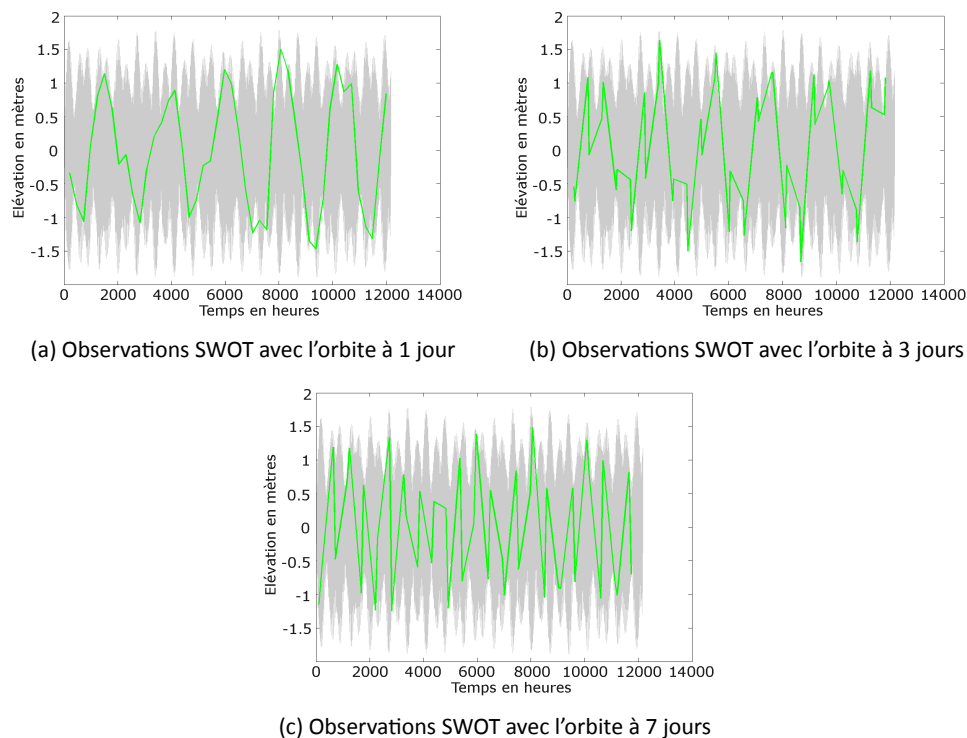 2
1.5
1
0.5
0
-0.5
-1
-1.5
Elévation en mètres
0 2000 4000 6000 8000 10000 12000 14000
Temps en heures
(a) Observations SWOT avec l'orbite à 1 jour
2
1.5
1
0.5
0
-0.5
-1
-1.5
Elévation en mètres
0 2000 4000 6000 8000 10000 12000 14000
Temps en heures
(b) Observations SWOT avec l'orbite à 3 jours
2
1.5
1
0.5
0
-0.5
-1
-1.5
Elévation en mètres
0 2000 4000 6000 8000 10000 12000 14000
Temps en heures
(c) Observations SWOT avec l'orbite à 7 jours